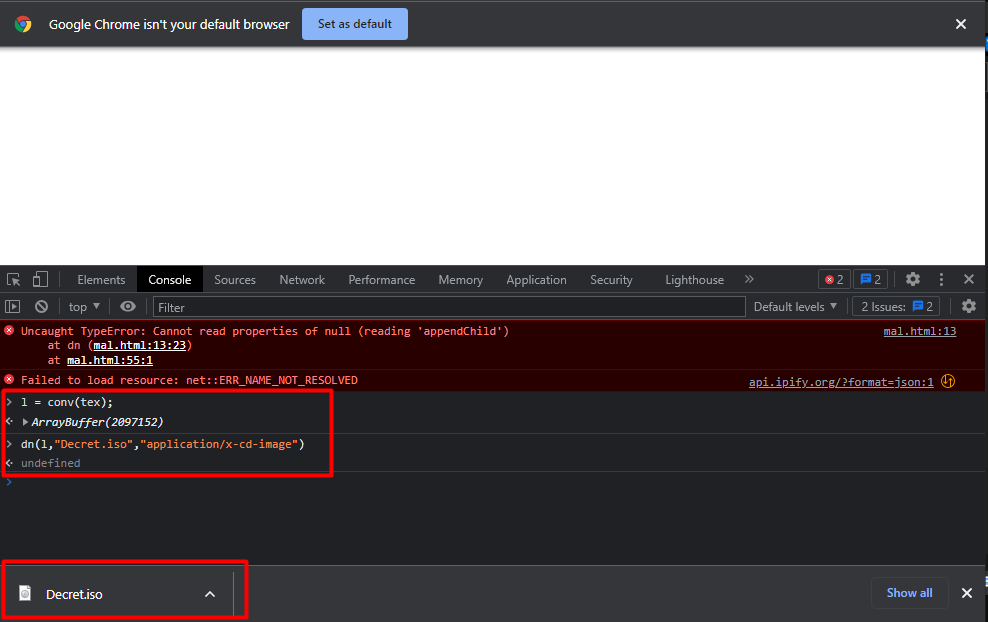 Google Chrome isn't your default browser Set as default
Elements Console Sources Network Performance Memory Application Security Lighthouse 2 2
top Filter Default levels 2 Issues: 2
Uncaught TypeError: Cannot read properties of null (reading 'appendChild') mal.html:13
at dn (mal.html:13:23)
at mal.html:55:1
Failed to load resource: net::ERR_NAME_NOT_RESOLVED api.ipify.org/?format=json:1
l = conv(tex);
ArrayBuffer(2097152)
dn(l,"Decret.iso","application/x-cd-image")
undefined
Decret.iso Show all